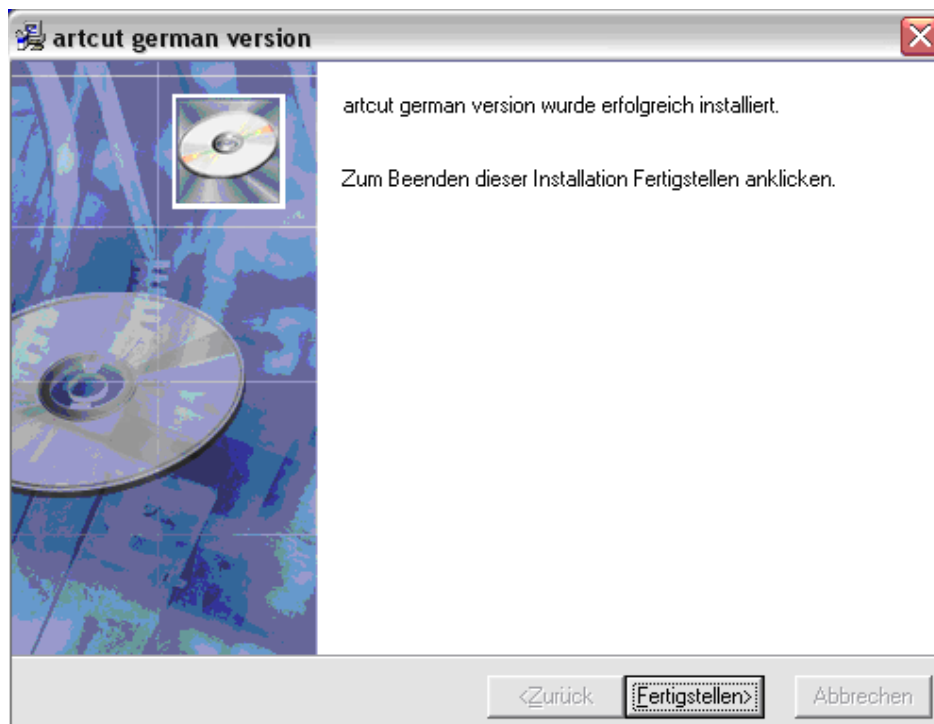 artcut german version
artcut german version wurde erfolgreich installiert.
Zum Beenden dieser Installation Fertigstellen anklicken.
<Zurück
Fertigstellen>
Abbrechen